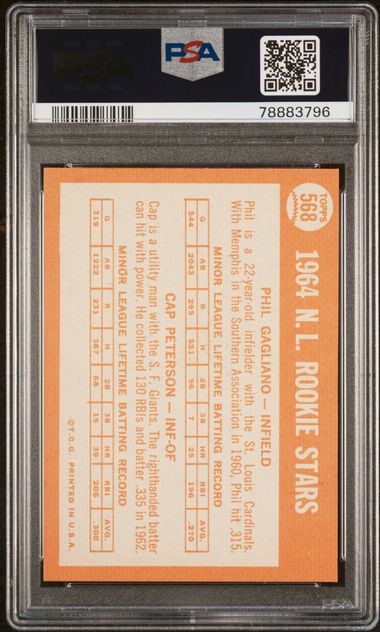 PSA
PSA
78883796
TOPPS
568
1964 N. L. ROOKIE STARS
PHIL GAGLIANO — INFIELD
Phil is a 22-year-old infielder with the St. Louis Cardinals.
With Memphis in the Southern Association in 1960, Phil hit .315.
MINOR LEAGUE LIFETIME BATTING RECORD
G AB R H 2B 3B HR RBI AVG.
544 2043 295 551 96 7 25 196 .270
CAP PETERSON — INF-OF
Cap is a utility man with the S. F. Giants. The righthanded batter
can hit with power. He collected 130 RBIs and batter .335 in 1962.
MINOR LEAGUE LIFETIME BATTING RECORD
G AB R H 2B 3B HR RBI AVG.
319 1222 231 367 68 19 39 206 .300
©T.C.G. PRINTED IN U.S.A.
PSA